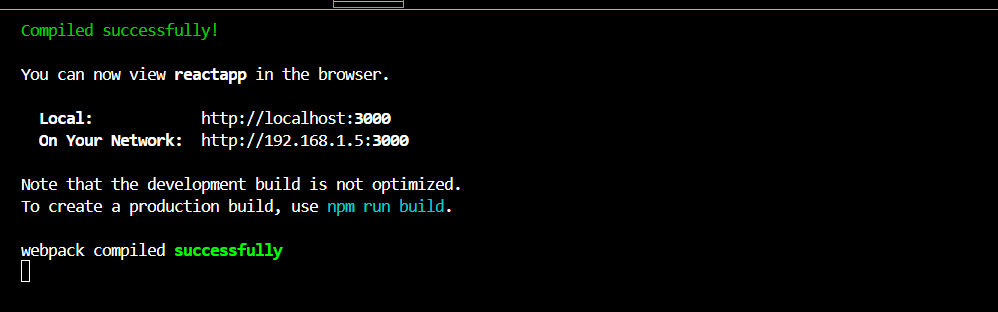 Compiled successfully!
You can now view reactapp in the browser.
Local: http://localhost:3000
On Your Network: http://192.168.1.5:3000
Note that the development build is not optimized.
To create a production build, use npm run build.
webpack compiled successfully